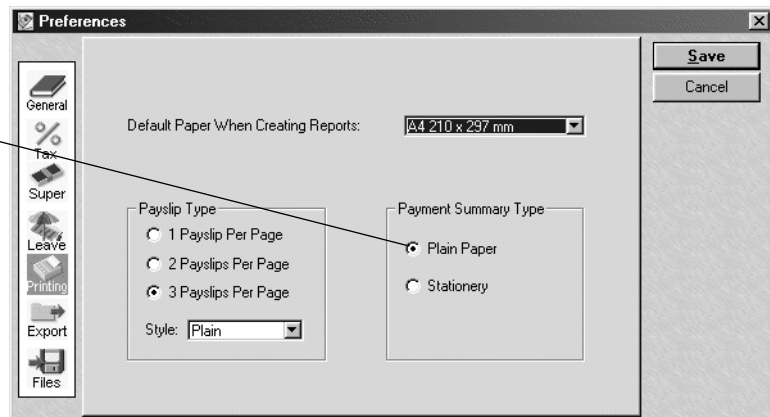 Preferences
Save
Cancel
General
Tax
Super
Leave
Printing
Export
Files
Default Paper When Creating Reports:
A4 210 x 297 mm
Payslip Type
1 Payslip Per Page
2 Payslips Per Page
3 Payslips Per Page
Style: Plain
Payment Summary Type
Plain Paper
Stationery